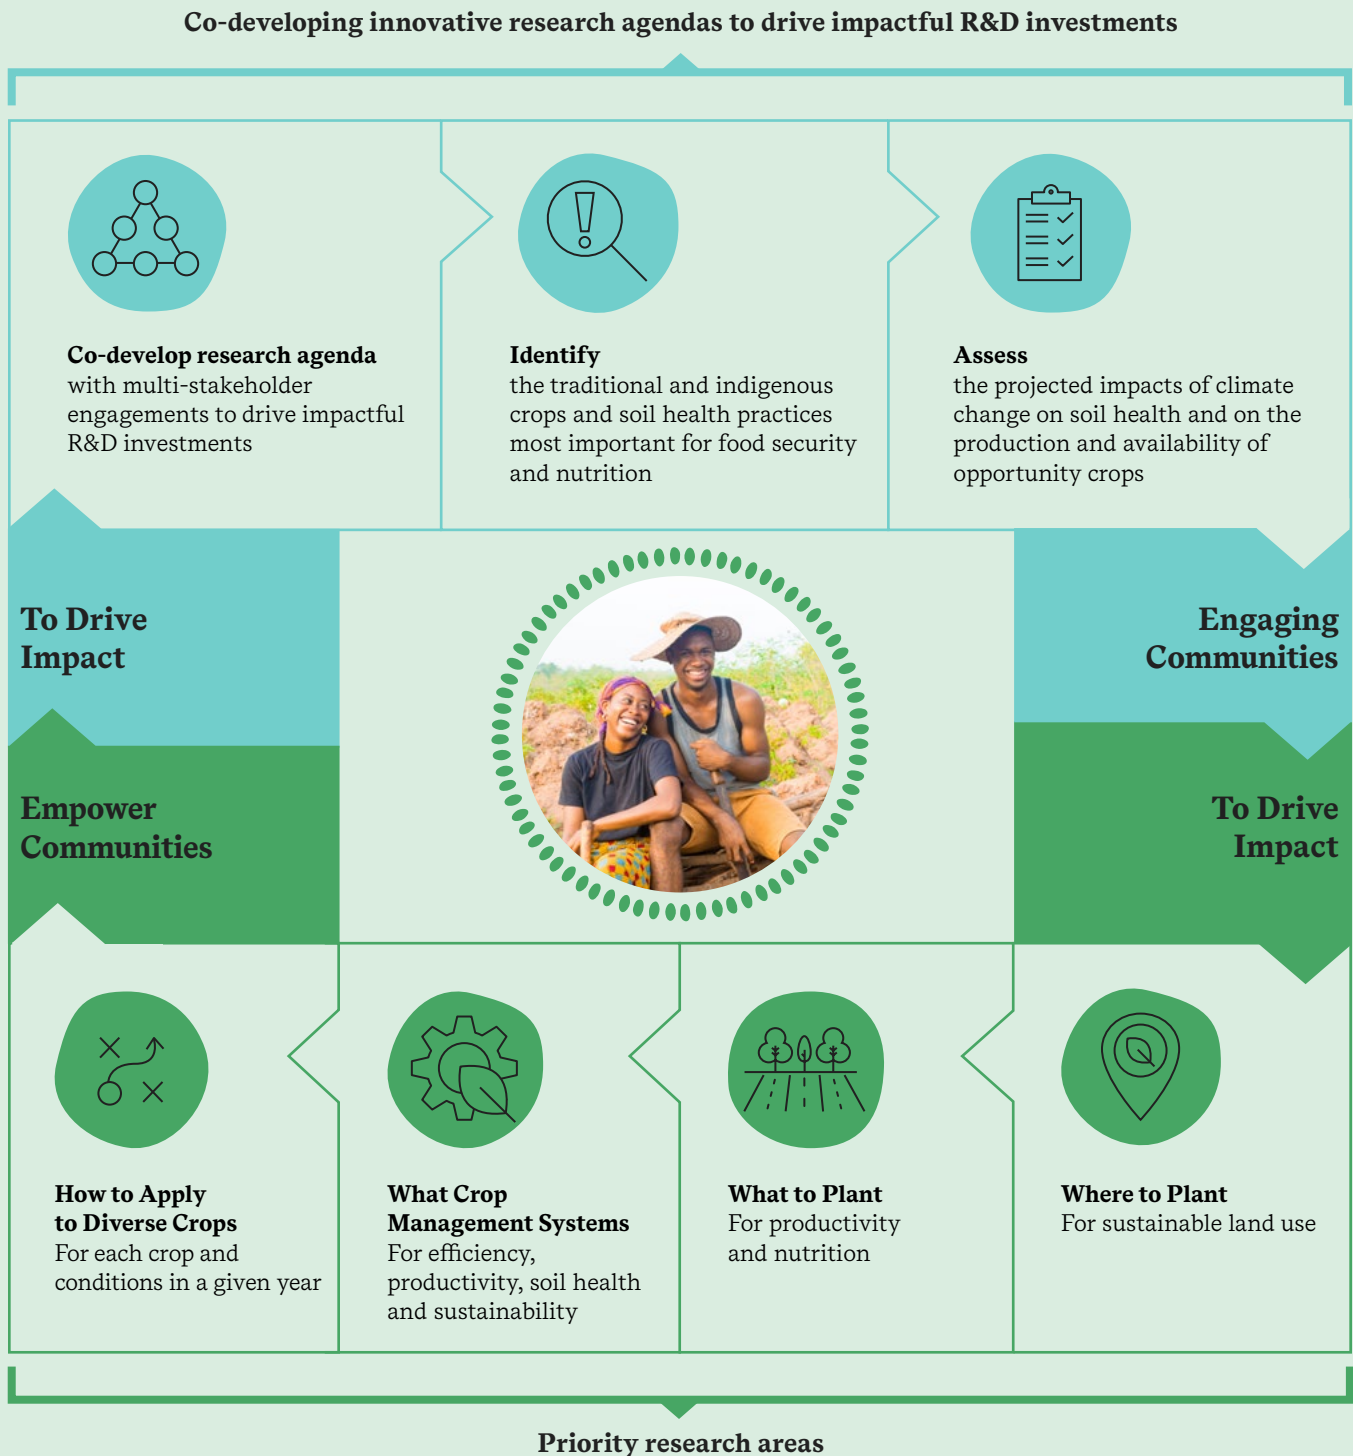 Co-developing innovative research agendas to drive impactful R&D investments
Co-develop research agenda
with multi-stakeholder
engagements to drive impactful
R&D investments
Identify
the traditional and indigenous
crops and soil health practices
most important for food security
and nutrition
Assess
the projected impacts of climate
change on soil health and on the
production and availability of
opportunity crops
To Drive
Impact
Engaging
Communities
Empower
Communities
To Drive
Impact
How to Apply
to Diverse Crops
For each crop and
conditions in a given year
What Crop
Management Systems
For efficiency,
productivity, soil health
and sustainability
What to Plant
For productivity
and nutrition
Where to Plant
For sustainable land use
Priority research areas